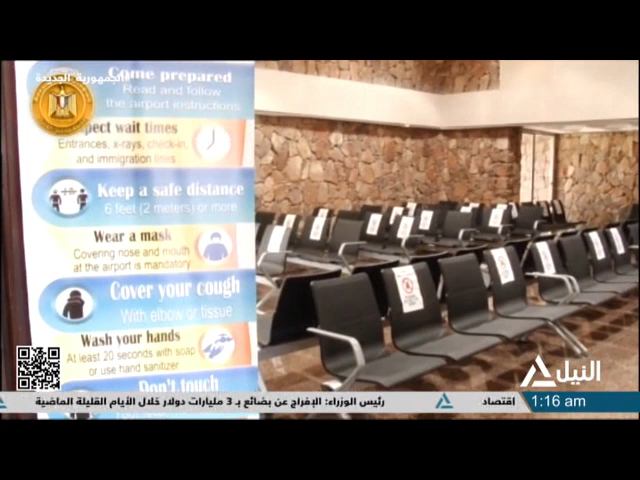 الجمهورية الجديدة
Come prepared
Read and follow
the airport instructions
pect wait times
Entrances, x-rays, check-in,
and immigration lines
Keep a safe distance
6 feet (2 meters) or more
Wear a mask
Covering nose and mouth
at the airport is mandatory
Cover your cough
With elbow or tissue
Wash your hands
At least 20 seconds with soap
or use hand sanitizer
Don't touch
النيل
رئيس الوزراء: الإفراج عن بضائع بـ 3 مليارات دولار خلال الأيام القليلة الماضية
اقتصاد
1:16 am